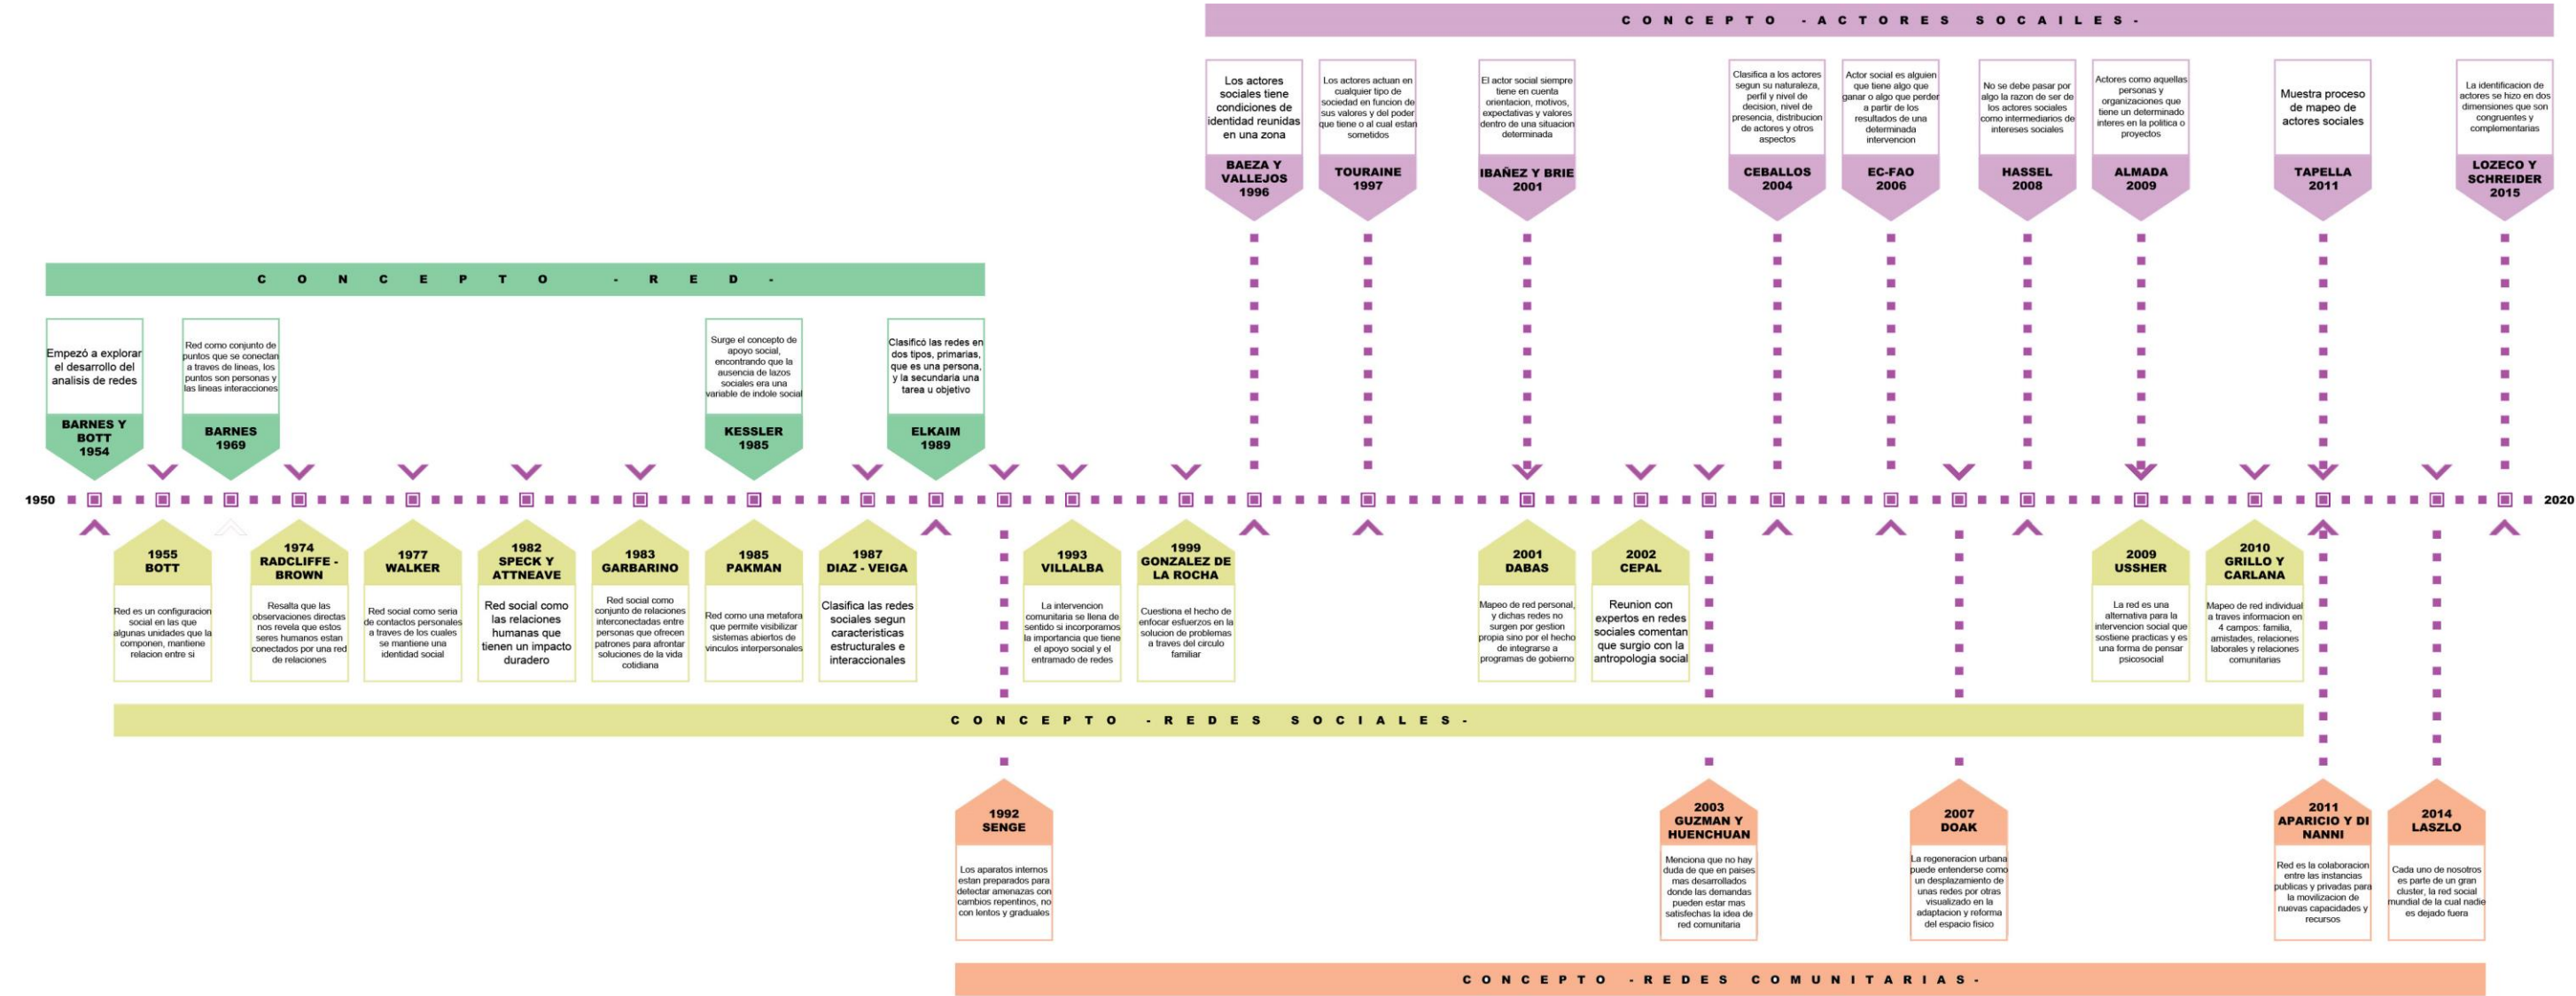 CONCEPTO -ACTORES SOCAILES-
Los actores
sociales tiene
condiciones de
identidad reunidas
en una zona
BAEZA Y
VALLEJOS
1996
Los actores actuan en
cualquier tipo de
sociedad en funcion de
sus valores y del poder
que tiene o al cual estan
sometidos
TOURAINE
1997
El actor social siempre
tiene en cuenta
orientacion, motivos,
expectativas y valores
dentro de una situacion
determinada
IBAÑEZ Y BRIE
2001
Clasifica a los actores
segun su naturaleza,
perfil y nivel de
decision, nivel de
presencia, distribucion
de actores y otros
aspectos
CEBALLOS
2004
Actor social es alguien
que tiene algo que
ganar o algo que perder
a partir de los
resultados de una
determinada
intervencion
EC-FAO
2006
No se debe pasar por
algo la razon de ser de
los actores sociales
como intermediarios de
intereses sociales
HASSEL
2008
Actores como aquellas
personas y
organizaciones que
tiene un determinado
interes en la politica o
proyectos
ALMADA
2009
Muestra proceso
de mapeo de
actores sociales
TAPELLA
2011
La identificacion de
actores se hizo en dos
dimensiones que son
congruentes y
complementarias
LOZECO Y
SCHREIDER
2015
CONCEPTO -RED-
Empezó a explorar
el desarrollo del
analisis de redes
BARNES Y
BOTT
1954
Red como conjunto de
puntos que se conectan
a traves de lineas, los
puntos son personas y
las lineas interacciones
BARNES
1969
Surge el concepto de
apoyo social,
encontrando que la
ausencia de lazos
sociales era una
variable de indole social
KESSLER
1985
Clasificó las redes en
dos tipos, primarias,
que es una persona,
y la secundaria una
tarea u objetivo
ELKAIM
1989
1950
2020
1955
BOTT
Red es un configuracion
social en las que
algunas unidades que la
componen, mantiene
relacion entre si
1974
RADCLIFFE -
BROWN
Resalta que las
observaciones directas
nos revela que estos
seres humanos estan
conectados por una red
de relaciones
1977
WALKER
Red social como seria
de contactos personales
a traves de los cuales
se mantiene una
identidad social
1982
SPECK Y
ATTNEAVE
Red social como
las relaciones
humanas que
tienen un impacto
duradero
1983
GARBARINO
Red social como
conjunto de relaciones
interconectadas entre
personas que ofrecen
patrones para afrontar
soluciones de la vida
cotidiana
1985
PAKMAN
Red como una metafora
que permite visibilizar
sistemas abiertos de
vinculos interpersonales
1987
DIAZ - VEIGA
Clasifica las redes
sociales segun
caracteristicas
estructurales e
interaccionales
1993
VILLALBA
La intervencion
comunitaria se llena de
sentido si incorporamos
la importancia que tiene
el apoyo social y el
entramado de redes
1999
GONZALEZ DE
LA ROCHA
Cuestiona el hecho de
enfocar esfuerzos en la
solucion de problemas
a traves del circulo
familiar
2001
DABAS
Mapeo de red personal,
y dichas redes no
surgen por gestion
propia sino por el hecho
de integrarse a
programas de gobierno
2002
CEPAL
Reunion con
expertos en redes
sociales comentan
que surgio con la
antropologia social
2009
USSHER
La red es una
alternativa para la
intervencion social que
sostiene practicas y es
una forma de pensar
psicosocial
2010
GRILLO Y
CARLANA
Mapeo de red individual
a traves informacion en
4 campos: familia,
amistades, relaciones
laborales y relaciones
comunitarias
CONCEPTO -REDES SOCIALES-
1992
SENGE
Los aparatos internos
estan preparados para
detectar amenazas con
cambios repentinos, no
con lentos y graduales
2003
GUZMAN Y
HUENCHUAN
Menciona que no hay
duda de que en paises
mas desarrollados
donde las demandas
pueden estar mas
satisfechas la idea de
red comunitaria
2007
DOAK
La regeneracion urbana
puede entenderse como
un desplazamiento de
unas redes por otras
visualizado en la
adaptacion y reforma
del espacio fisico
2011
APARICIO Y DI
NANNI
Red es la colaboracion
entre las instancias
publicas y privadas para
la movilizacion de
nuevas capacidades y
recursos
2014
LASZLO
Cada uno de nosotros
es parte de un gran
cluster, la red social
mundial de la cual nadie
es dejado fuera
CONCEPTO -REDES COMUNITARIAS-